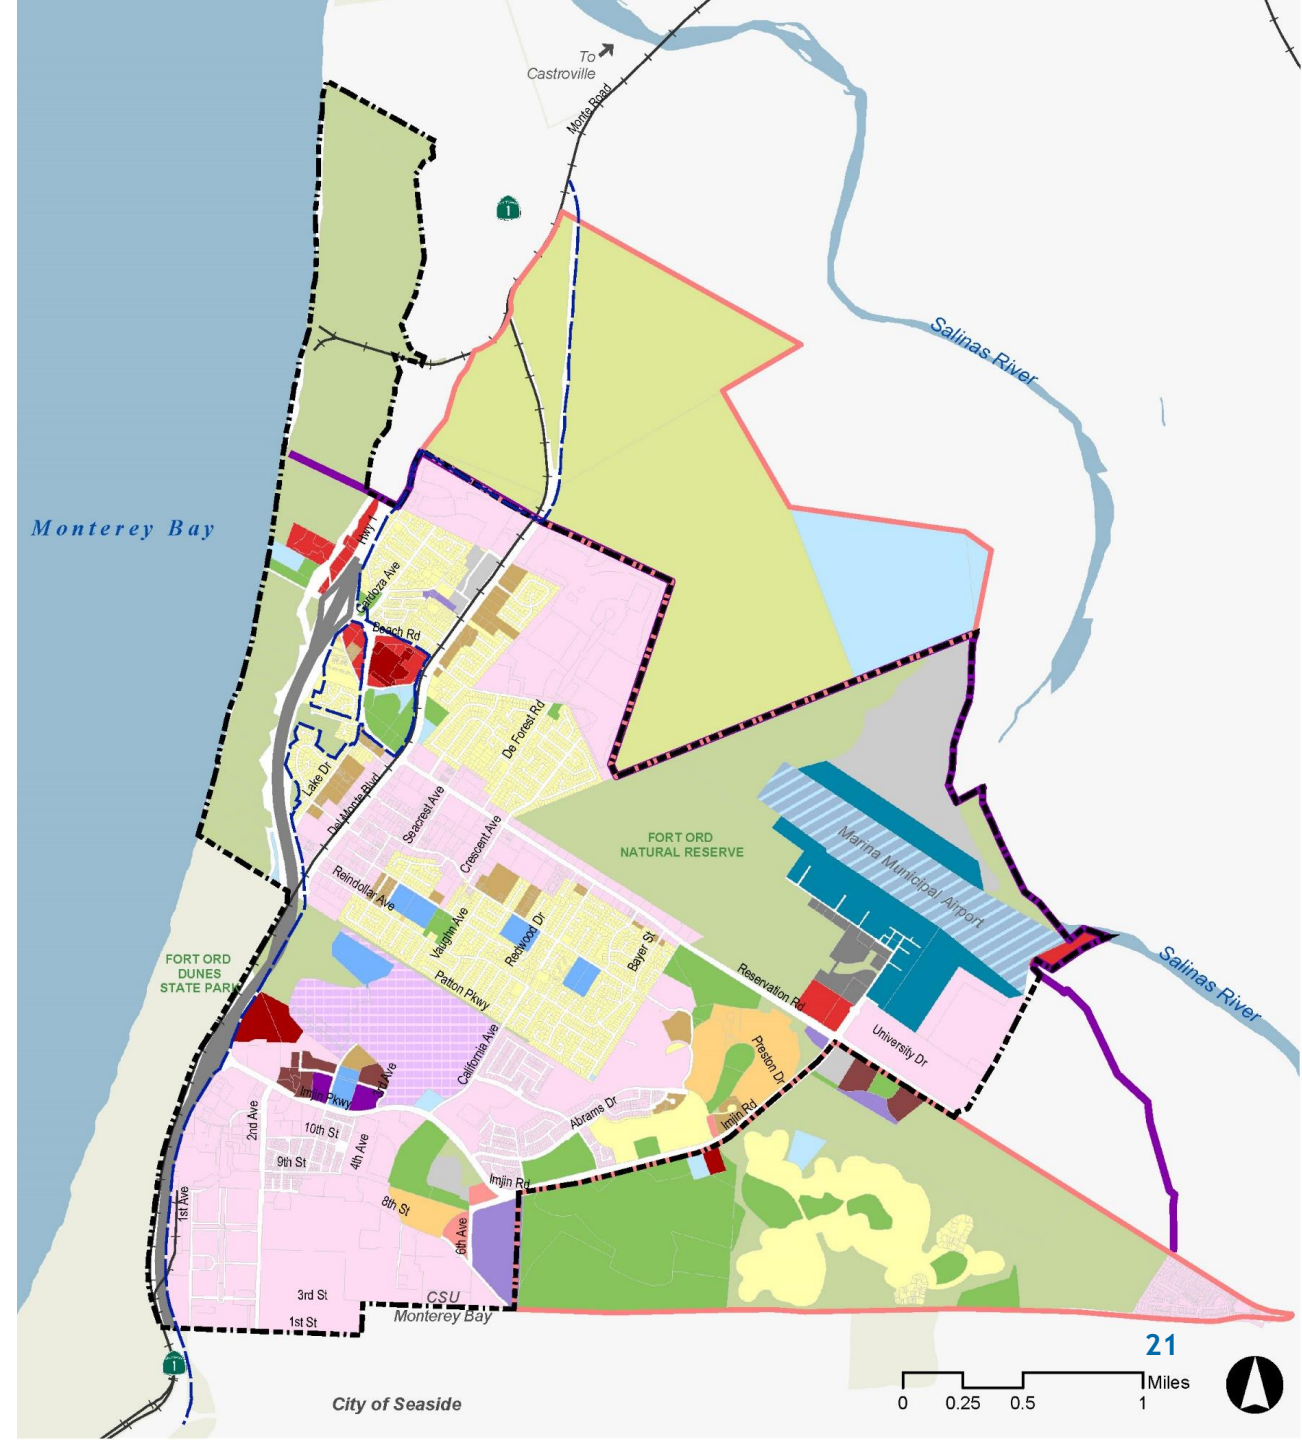 To
Castroville
Monte Road
1
Salinas River
Monterey Bay
Hwy 1
Cardoza Ave
Beach Rd
De Forest Rd
Lake Dr
Del Monte Blvd
Seacrest Ave
Crescent Ave
FORT ORD
NATURAL RESERVE
Marina Municipal Airport
Reindollar Ave
Vaughn Ave
Redwood Dr
Bayer St
Salinas River
FORT ORD
DUNES
STATE PARK
Patton Pkwy
Reservation Rd
University Dr
California Ave
Preston Dr
3rd Ave
Imjin Pkwy
Abrams Dr
Imjin Rd
2nd Ave
10th St
4th Ave
9th St
Imjin Rd
1st Ave
8th St
6th Ave
3rd St
CSU
Monterey Bay
1st St
21
1
Miles
0 0.25 0.5 1
City of Seaside